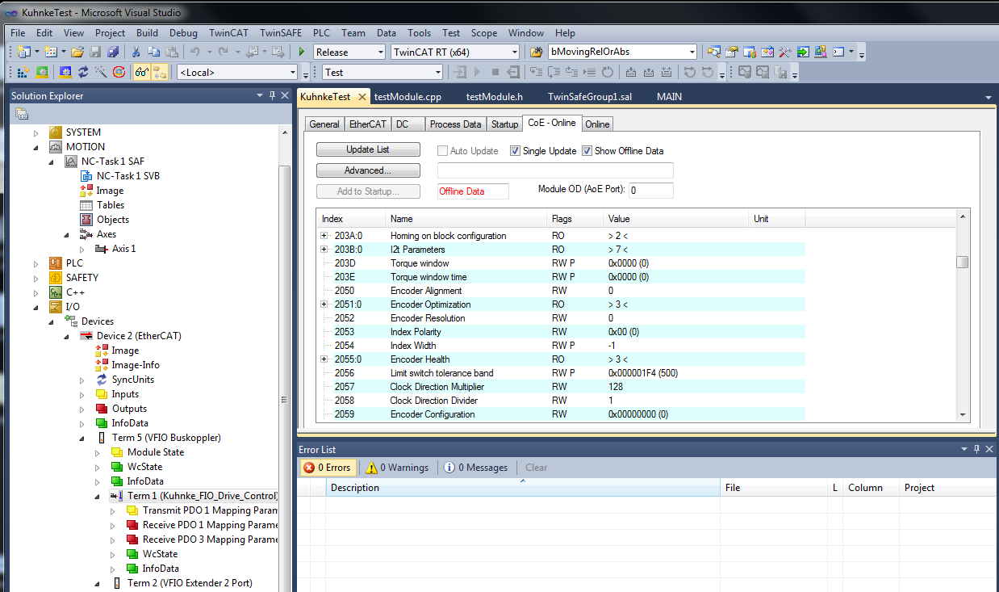 KuhnkeTest - Microsoft Visual Studio
File Edit View Project Build Debug TwinCAT TwinSAFE PLC Team Data Tools Test Scope Window Help
Release TwinCAT RT (x64) bMovingRelOrAbs
<Local> Test
Solution Explorer
SYSTEM
MOTION
NC-Task 1 SAF
NC-Task 1 SVB
Image
Tables
Objects
Axes
Axis 1
PLC
SAFETY
C++
I/O
Devices
Device 2 (EtherCAT)
Image
Image-Info
SyncUnits
Inputs
Outputs
InfoData
Term 5 (VFIO Buskoppler)
Module State
WcState
InfoData
Term 1 (Kuhnke_FIO_Drive_Control)
Transmit PDO 1 Mapping Param
Receive PDO 1 Mapping Parame
Receive PDO 3 Mapping Parame
WcState
InfoData
Term 2 (VFIO Extender 2 Port)
KuhnkeTest testModule.cpp testModule.h TwinSafeGroup1.sal MAIN
General EtherCAT DC Process Data Startup CoE - Online Online
Update List Auto Update Single Update Show Offline Data
Advanced...
Add to Startup... Offline Data Module OD (AoE Port): 0
Index Name Flags Value Unit
203A:0 Homing on block configuration RO > 2 <
203B:0 I2t Parameters RO > 7 <
203D Torque window RW P 0x0000 (0)
203E Torque window time RW P 0x0000 (0)
2050 Encoder Alignment RW 0
2051:0 Encoder Optimization RO > 3 <
2052 Encoder Resolution RW 0
2053 Index Polarity RW 0x00 (0)
2054 Index Width RW P -1
2055:0 Encoder Health RO > 3 <
2056 Limit switch tolerance band RW P 0x000001F4 (500)
2057 Clock Direction Multiplier RW 128
2058 Clock Direction Divider RW 1
2059 Encoder Configuration RW 0x00000000 (0)
Error List
0 Errors 0 Warnings 0 Messages Clear
Description File L Column Project